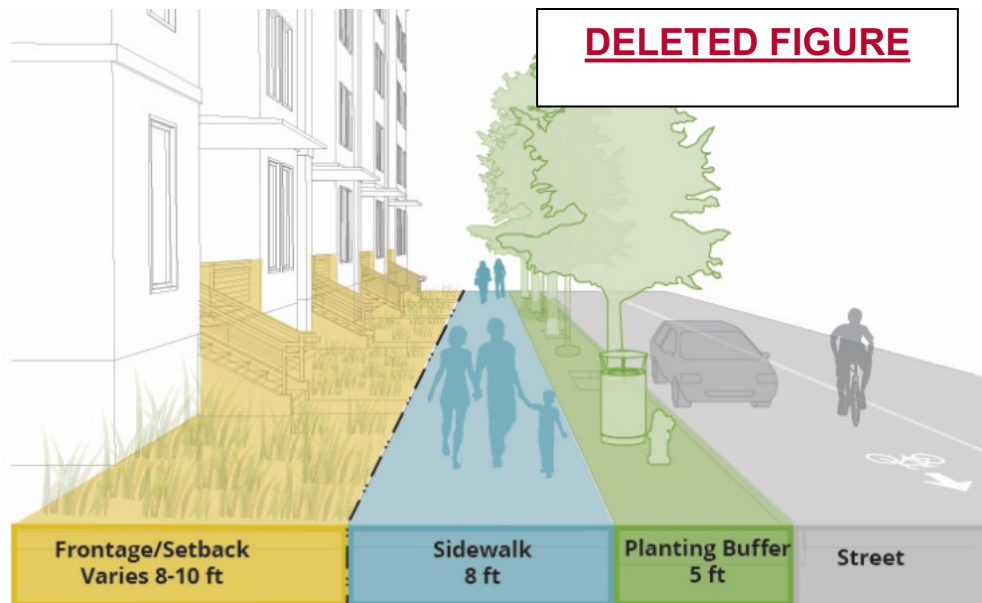 DELETED FIGURE
Frontage/Setback
Varies 8-10 ft
Sidewalk
8 ft
Planting Buffer
5 ft
Street